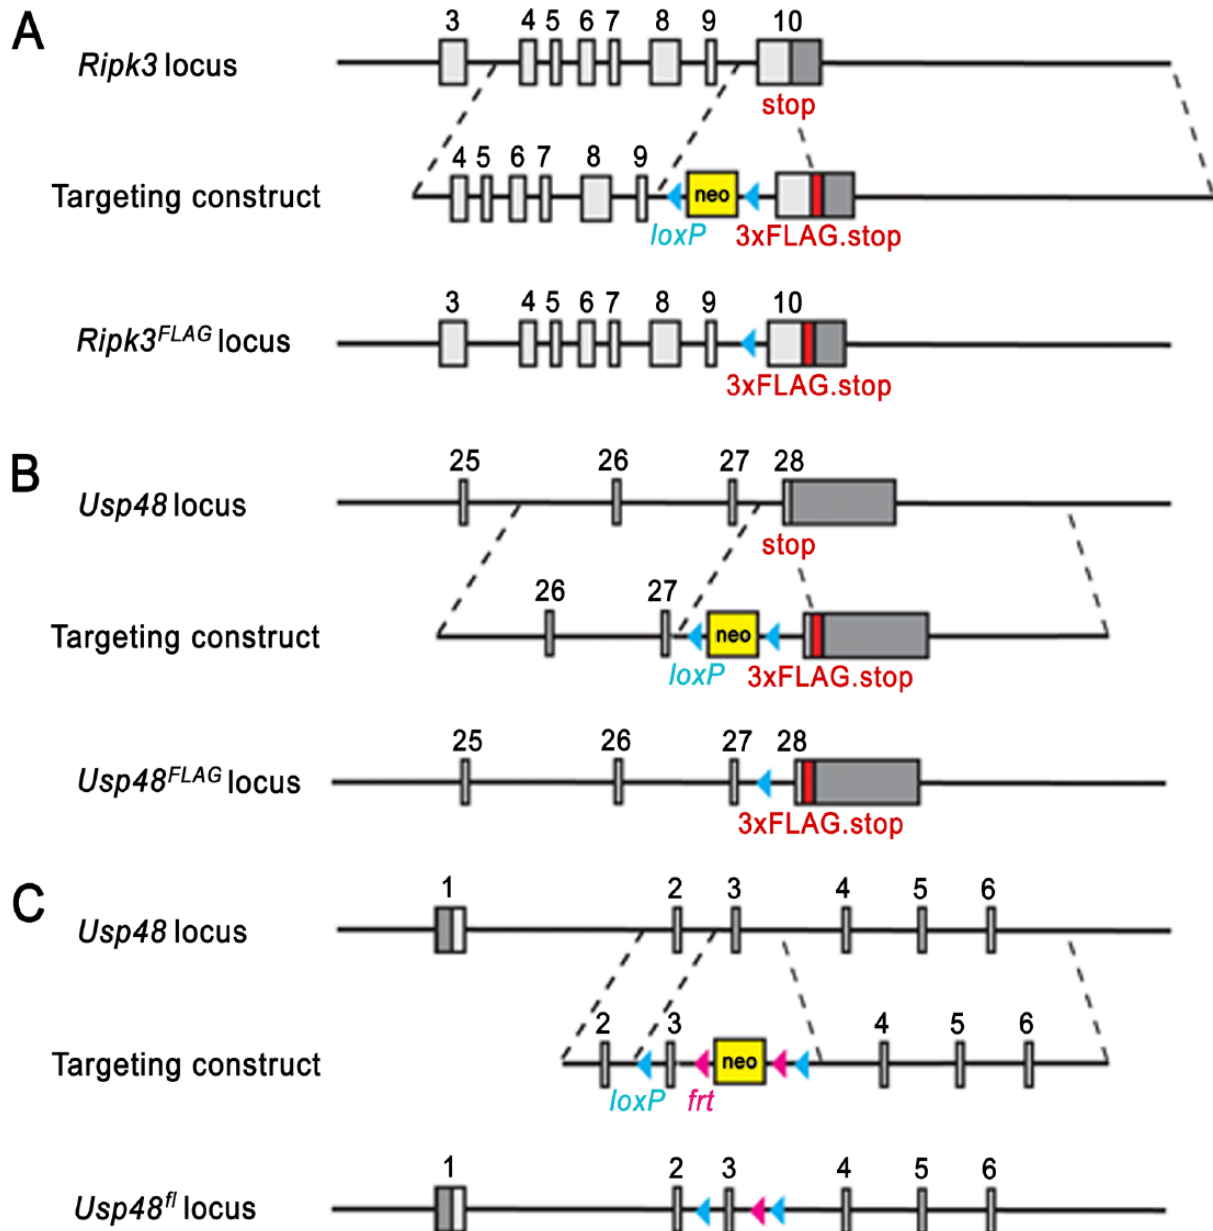 A
3 4 5 6 7 8 9 10
Ripk3 locus
stop
4 5 6 7 8 9
Targeting construct
neo
loxP 3xFLAG.stop
3 4 5 6 7 8 9 10
Ripk3FLAG locus
3xFLAG.stop
B
25 26 27 28
Usp48 locus
stop
26 27
Targeting construct
neo
loxP 3xFLAG.stop
25 26 27 28
Usp48FLAG locus
3xFLAG.stop
C
1 2 3 4 5 6
Usp48 locus
2 3 4 5 6
Targeting construct
neo
loxP frt
1 2 3 4 5 6
Usp48fl locus